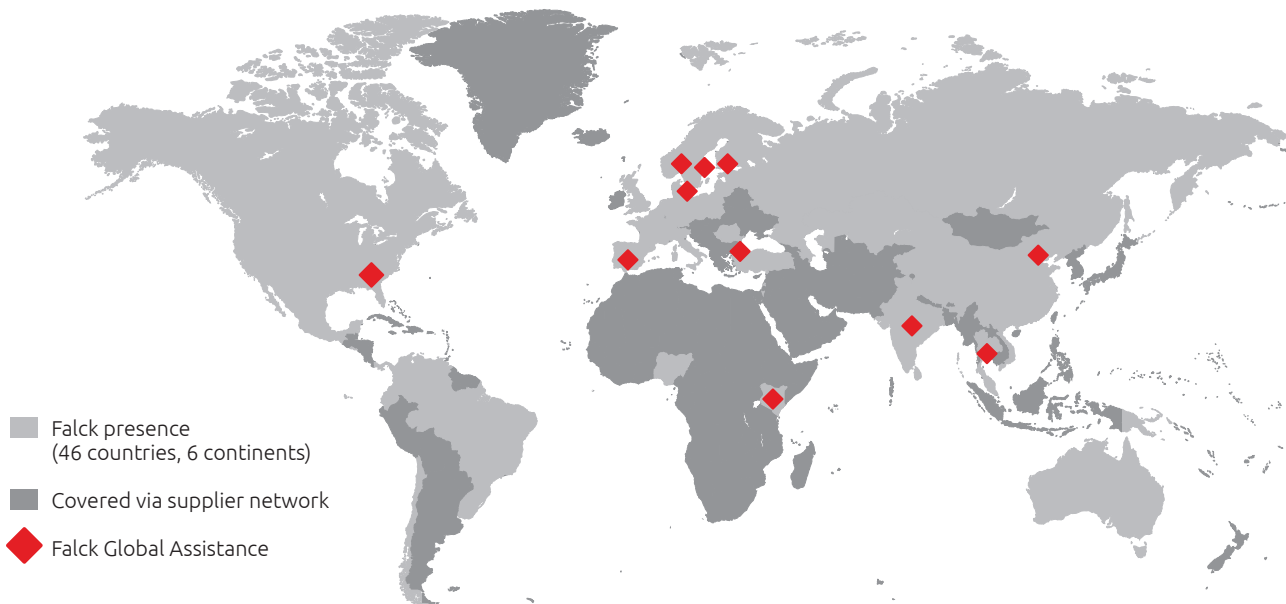 Falck presence
(46 countries, 6 continents)
Covered via supplier network
Falck Global Assistance